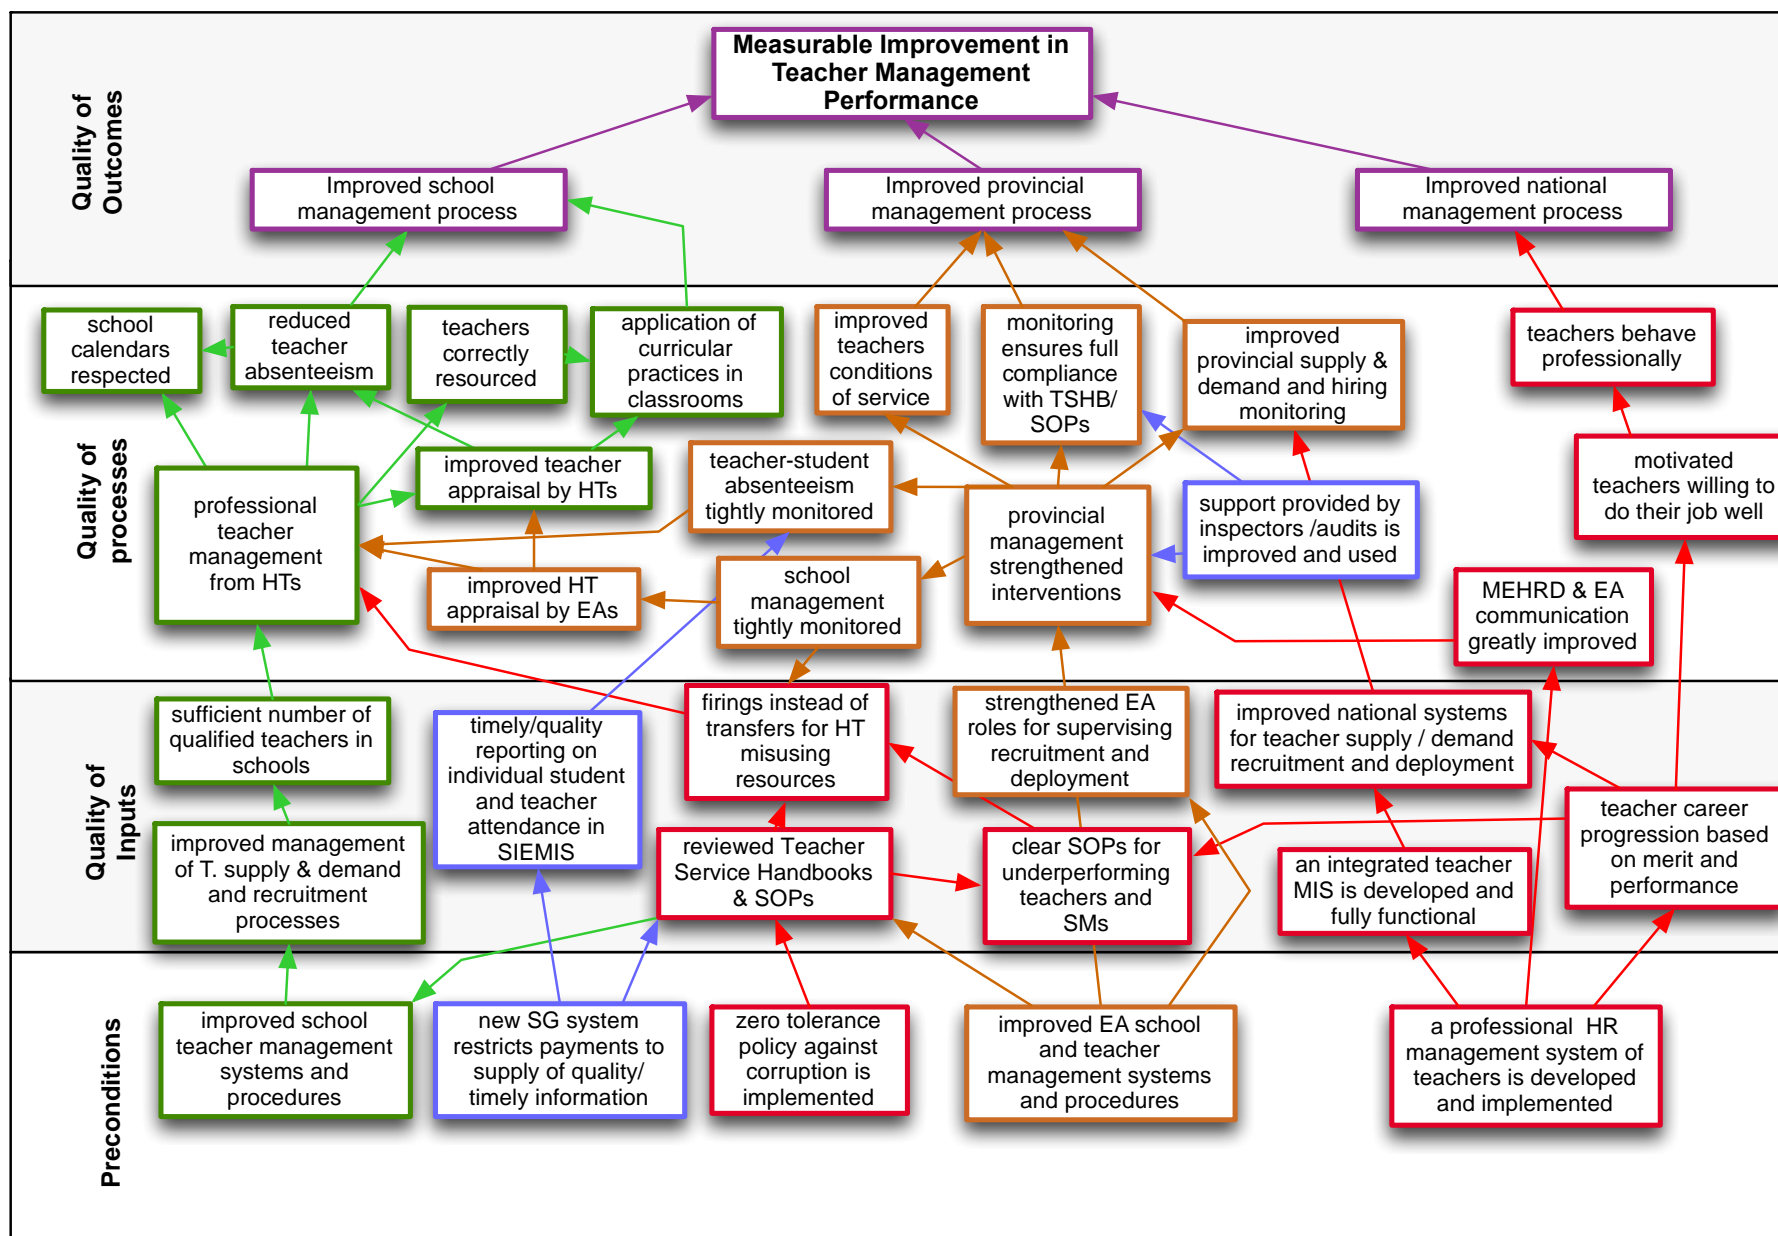 Quality of
Outcomes
Measurable Improvement in
Teacher Management
Performance
Improved school
management process
Improved provincial
management process
Improved national
management process
Quality of
processes
school
calendars
respected
reduced
teacher
absenteeism
teachers
correctly
resourced
application of
curricular
practices in
classrooms
improved
teachers
conditions
of service
monitoring
ensures full
compliance
with TSHB/
SOPs
improved
provincial supply &
demand and hiring
monitoring
teachers behave
professionally
professional
teacher
management
from HTs
improved teacher
appraisal by HTs
teacher-student
absenteeism
tightly monitored
provincial
management
strengthened
interventions
support provided by
inspectors /audits is
improved and used
motivated
teachers willing to
do their job well
improved HT
appraisal by EAs
school
management
tightly monitored
MEHRD & EA
communication
greatly improved
Quality of
Inputs
sufficient number of
qualified teachers in
schools
timely/quality
reporting on
individual student
and teacher
attendance in
SIEMIS
firings instead of
transfers for HT
misusing
resources
strengthened EA
roles for supervising
recruitment and
deployment
improved national systems
for teacher supply / demand
recruitment and deployment
improved management
of T. supply & demand
and recruitment
processes
reviewed Teacher
Service Handbooks
& SOPs
clear SOPs for
underperforming
teachers and
SMs
an integrated teacher
MIS is developed and
fully functional
teacher career
progression based
on merit and
performance
Preconditions
improved school
teacher management
systems and
procedures
new SG system
restricts payments to
supply of quality/
timely information
zero tolerance
policy against
corruption is
implemented
improved EA school
and teacher
management systems
and procedures
a professional  HR
management system of
teachers is developed
and implemented